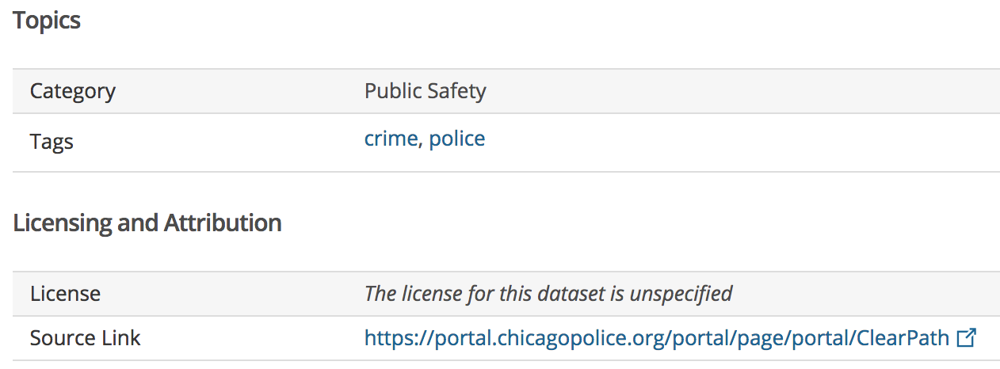 Topics
Category Public Safety
Tags crime, police
Licensing and Attribution
License The license for this dataset is unspecified
Source Link https://portal.chicagopolice.org/portal/page/portal/ClearPath